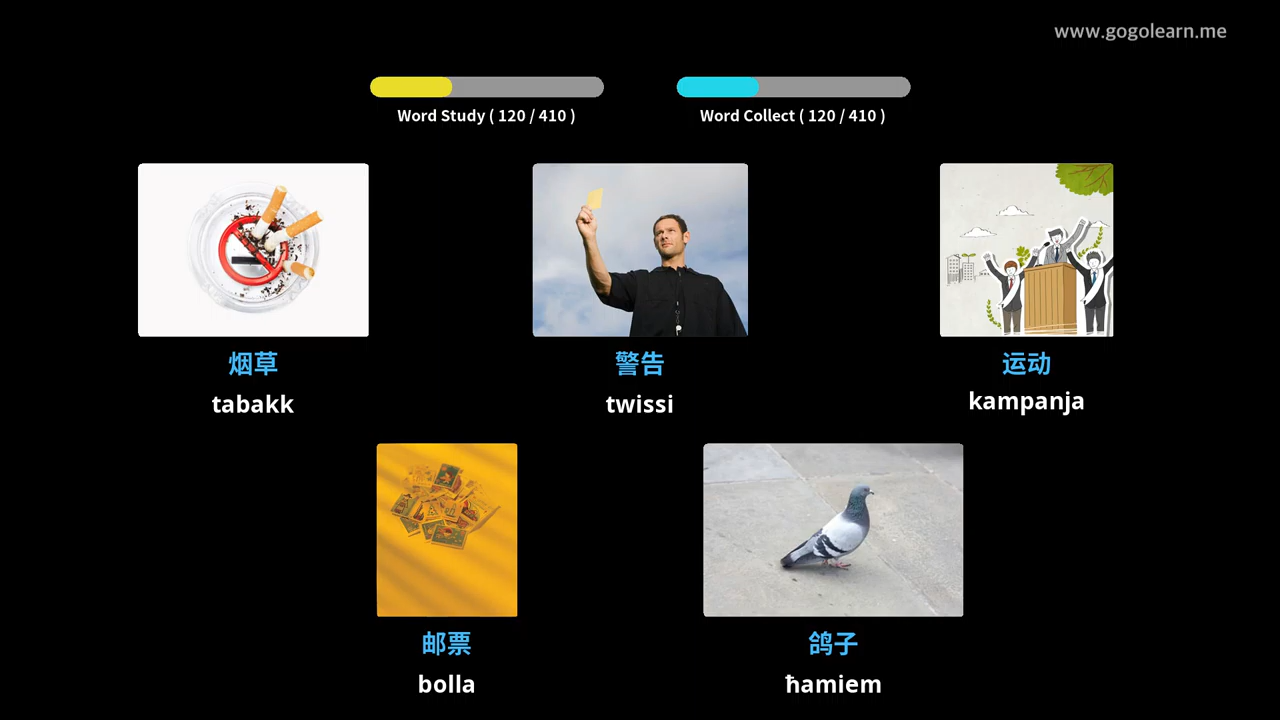 www.gogolearn.me
Word Study ( 120 / 410 )
Word Collect ( 120 / 410 )
烟草
tabakk
警告
twissi
运动
kampanja
邮票
bolla
鸽子
ħamiem